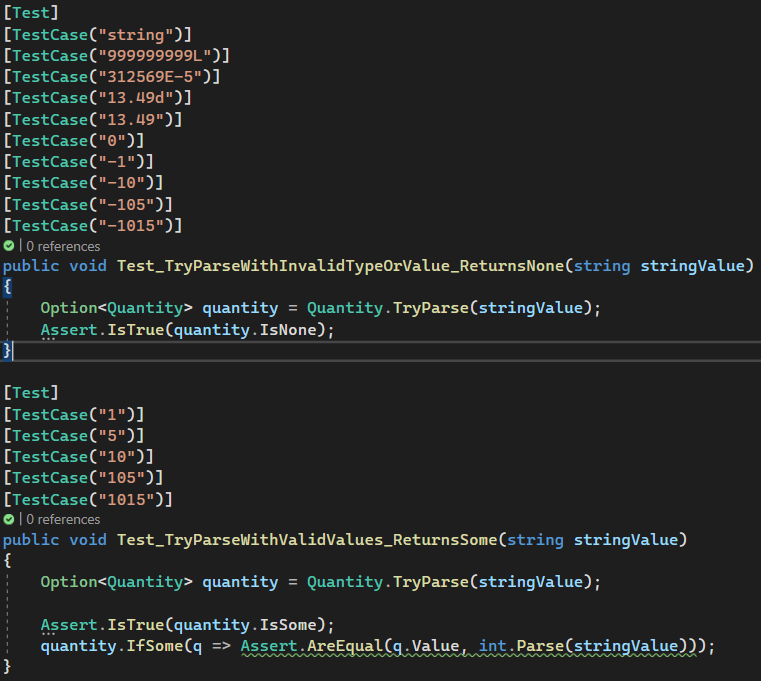 [Test]
[TestCase("string")]
[TestCase("999999999L")]
[TestCase("312569E-5")]
[TestCase("13.49d")]
[TestCase("13.49")]
[TestCase("0")]
[TestCase("-1")]
[TestCase("-10")]
[TestCase("-105")]
[TestCase("-1015")]
| 0 references
public void Test_TryParseWithInvalidTypeOrValue_ReturnsNone(string stringValue)
{
    Option<Quantity> quantity = Quantity.TryParse(stringValue);
    Assert.IsTrue(quantity.IsNone);
}
[Test]
[TestCase("1")]
[TestCase("5")]
[TestCase("10")]
[TestCase("105")]
[TestCase("1015")]
| 0 references
public void Test_TryParseWithValidValues_ReturnsSome(string stringValue)
{
    Option<Quantity> quantity = Quantity.TryParse(stringValue);
    Assert.IsTrue(quantity.IsSome);
    quantity.IfSome(q => Assert.AreEqual(q.Value, int.Parse(stringValue)));
}